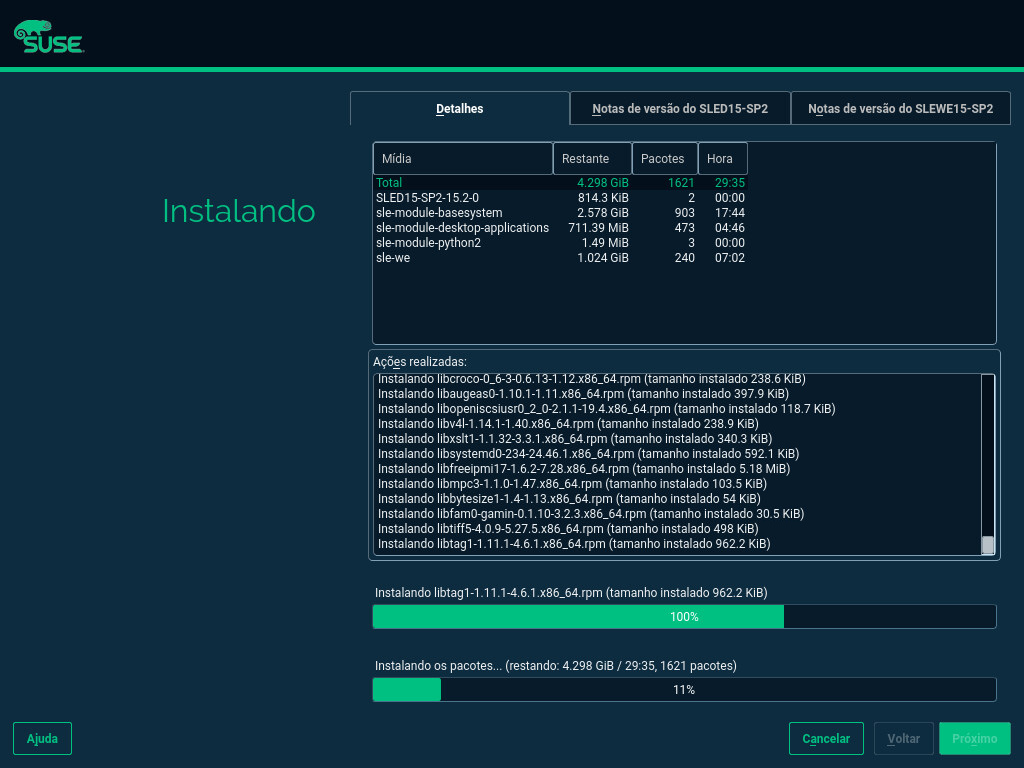 SUSE
Detalhes
Notas de versão do SLED15-SP2
Notas de versão do SLEWE15-SP2
Instalando
Mídia Restante Pacotes Hora
Total 4.298 GiB 1621 29:35
SLED15-SP2-15.2-0 814.3 KiB 2 00:00
sle-module-basesystem 2.578 GiB 903 17:44
sle-module-desktop-applications 711.39 MiB 473 04:46
sle-module-python2 1.49 MiB 3 00:00
sle-we 1.024 GiB 240 07:02
Ações realizadas:
Instalando libcroco-0_6-3-0.6.13-1.12.x86_64.rpm (tamanho instalado 238.6 KiB)
Instalando libaugeas0-1.10.1-1.11.x86_64.rpm (tamanho instalado 397.9 KiB)
Instalando libopeniscsiusr0_2_0-2.1.1-19.4.x86_64.rpm (tamanho instalado 118.7 KiB)
Instalando libv4l-1.14.1-1.40.x86_64.rpm (tamanho instalado 238.9 KiB)
Instalando libxslt1-1.1.32-3.3.1.x86_64.rpm (tamanho instalado 340.3 KiB)
Instalando libsystemd0-234-24.46.1.x86_64.rpm (tamanho instalado 592.1 KiB)
Instalando libfreeipmi17-1.6.2-7.28.x86_64.rpm (tamanho instalado 5.18 MiB)
Instalando libmpc3-1.1.0-1.47.x86_64.rpm (tamanho instalado 103.5 KiB)
Instalando libbytesize1-1.4-1.13.x86_64.rpm (tamanho instalado 54 KiB)
Instalando libfam0-gamin-0.1.10-3.2.3.x86_64.rpm (tamanho instalado 30.5 KiB)
Instalando libtiff5-4.0.9-5.27.5.x86_64.rpm (tamanho instalado 498 KiB)
Instalando libtag1-1.11.1-4.6.1.x86_64.rpm (tamanho instalado 962.2 KiB)
Instalando libtag1-1.11.1-4.6.1.x86_64.rpm (tamanho instalado 962.2 KiB)
100%
Instalando os pacotes... (restando: 4.298 GiB / 29:35, 1621 pacotes)
11%
Ajuda
Cancelar
Voltar
Próximo